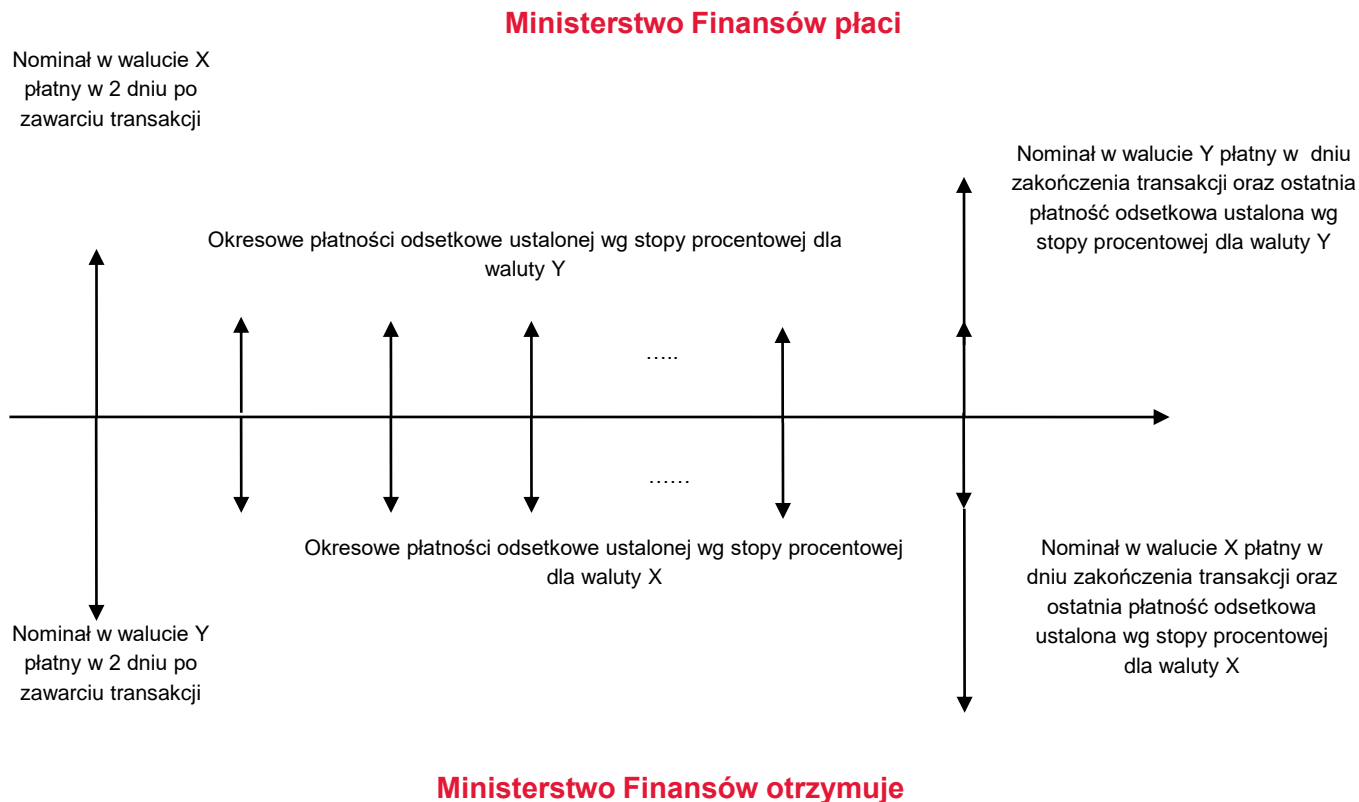 Ministerstwo Finansów płaci
Nominał w walucie X
płatny w 2 dniu po
zawarciu transakcji
Nominał w walucie Y płatny w dniu
zakończenia transakcji oraz ostatnia
płatność odsetkowa ustalona wg
stopy procentowej dla waluty Y
Okresowe płatności odsetkowe ustalonej wg stopy procentowej dla
waluty Y
…..
……
Okresowe płatności odsetkowe ustalonej wg stopy procentowej
dla waluty X
Nominał w walucie X płatny w
dniu zakończenia transakcji oraz
ostatnia płatność odsetkowa
ustalona wg stopy procentowej
dla waluty X
Nominał w walucie Y
płatny w 2 dniu po
zawarciu transakcji
Ministerstwo Finansów otrzymuje